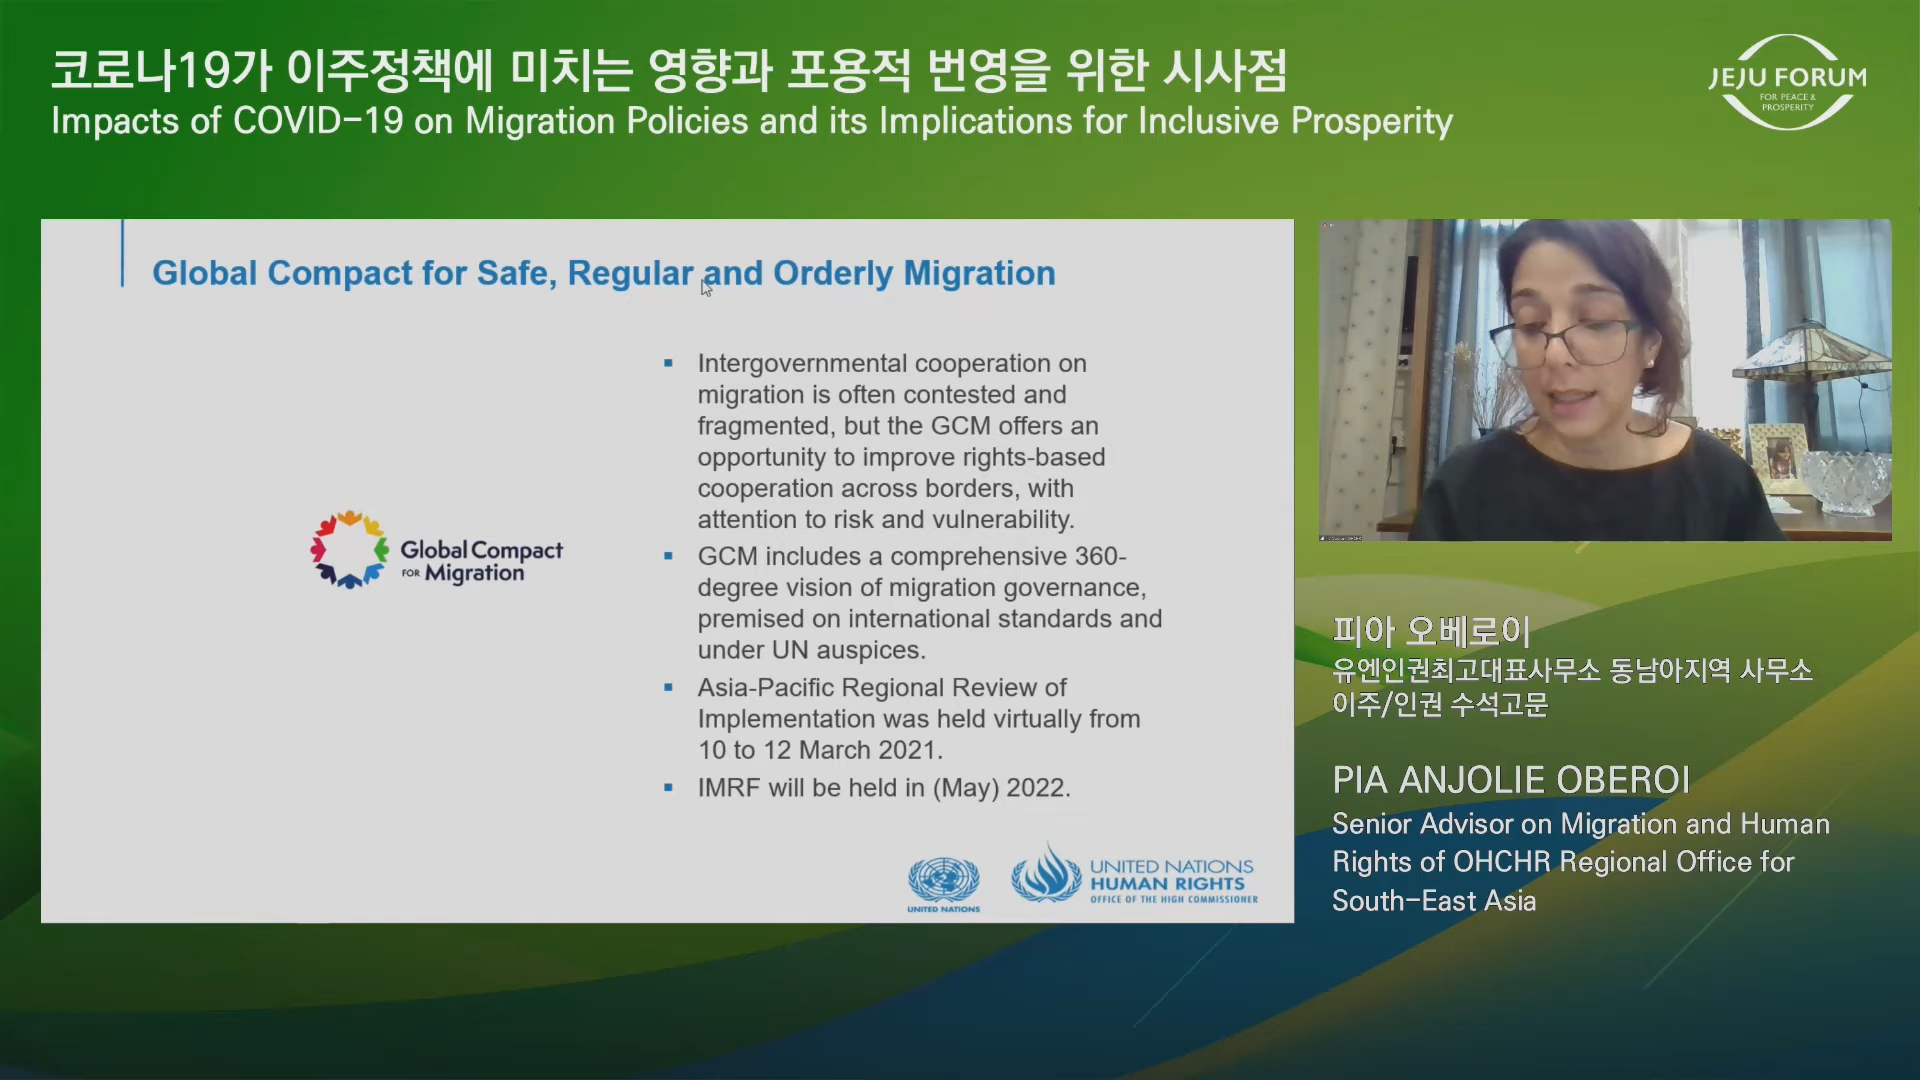 코로나19가 이주정책에 미치는 영향과 포용적 번영을 위한 시사점
Impacts of COVID-19 on Migration Policies and its Implications for Inclusive Prosperity
JEJU FORUM
FOR PEACE &
PROSPERITY
Global Compact for Safe, Regular and Orderly Migration
Global Compact
FOR Migration
▪ Intergovernmental cooperation on
migration is often contested and
fragmented, but the GCM offers an
opportunity to improve rights-based
cooperation across borders, with
attention to risk and vulnerability.
▪ GCM includes a comprehensive 360-
degree vision of migration governance,
premised on international standards and
under UN auspices.
▪ Asia-Pacific Regional Review of
Implementation was held virtually from
10 to 12 March 2021.
▪ IMRF will be held in (May) 2022.
UNITED NATIONS
UNITED NATIONS
HUMAN RIGHTS
OFFICE OF THE HIGH COMMISSIONER
피아 오베로이
유엔인권최고대표사무소 동남아지역 사무소
이주/인권 수석고문
PIA ANJOLIE OBEROI
Senior Advisor on Migration and Human
Rights of OHCHR Regional Office for
South-East Asia